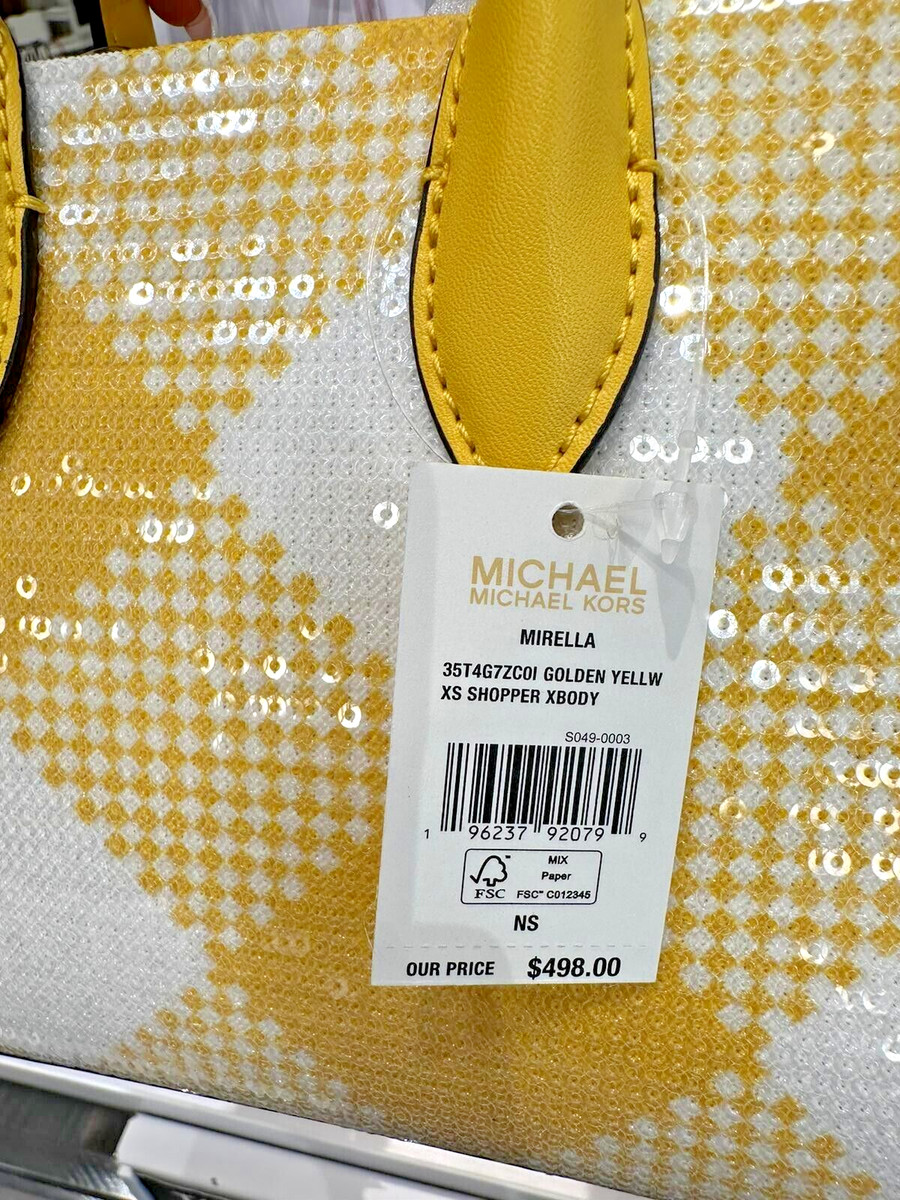 MICHAEL
MICHAEL KORS
MIRELLA
35T4G7ZC0I GOLDEN YELLW
XS SHOPPER XBODY
S049-0003
1 96237 92079 9
MIX
Paper
FSC™ C012345
FSC
NS
OUR PRICE $498.00